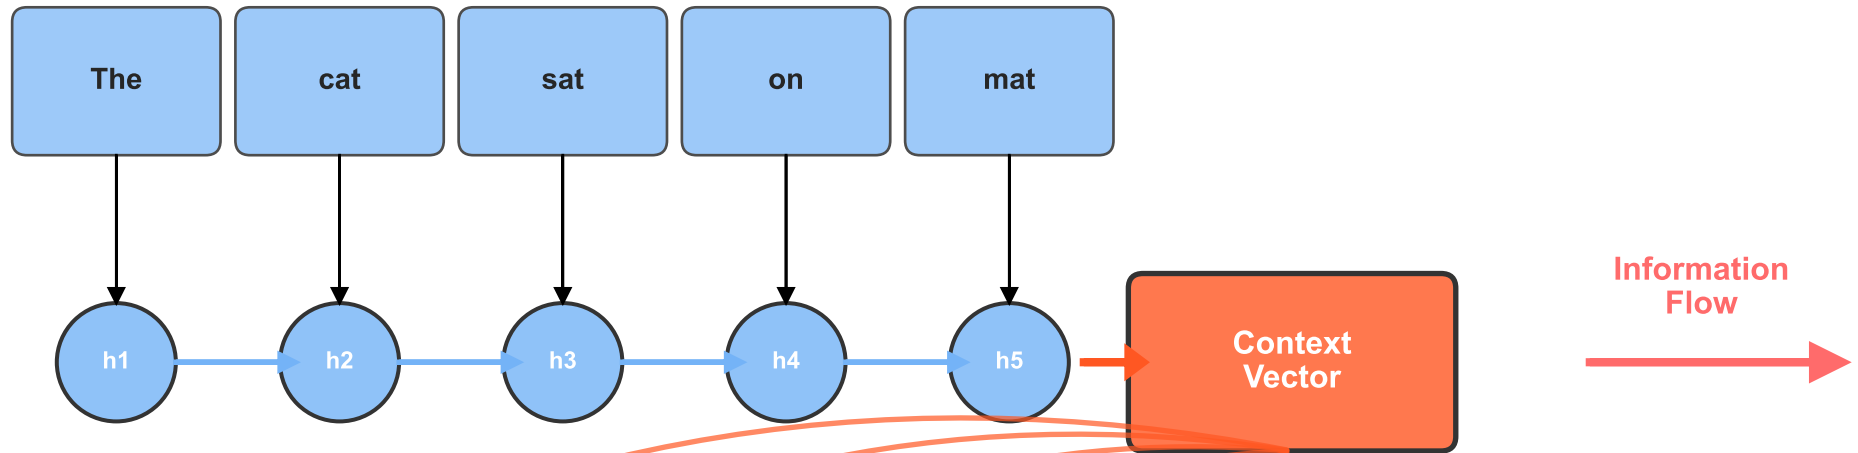 The cat sat on mat
Information
Flow
h1 h2 h3 h4 h5
Context
Vector